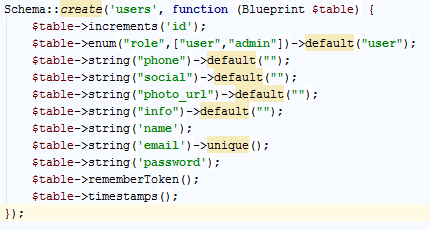 Schema::create('users', function (Blueprint $table) {
$table->increments('id');
$table->enum("role",["user","admin"])->default("user");
$table->string("phone")->default("");
$table->string("social")->default("");
$table->string("photo_url")->default("");
$table->string("info")->default("");
$table->string('name');
$table->string('email')->unique();
$table->string('password');
$table->rememberToken();
$table->timestamps();
});